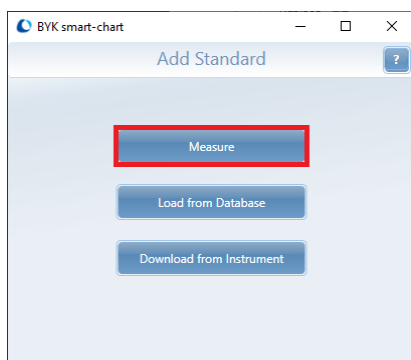 BYK smart-chart
Add Standard
?
Measure
Load from Database
Download from Instrument